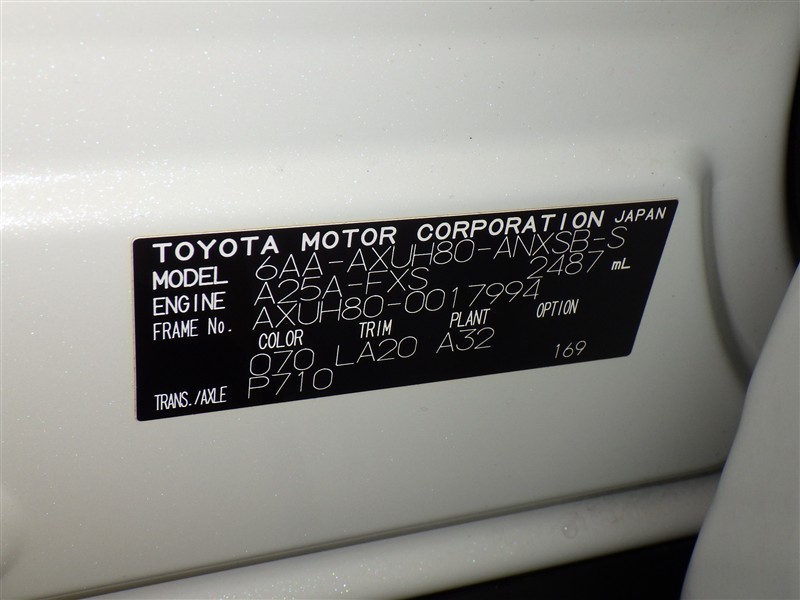 TOYOTA MOTOR CORPORATION JAPAN
MODEL 6AA-AXUH80-ANXSB-S
ENGINE A25A-FXS 2487 mL
FRAME No. AXUH80-0017994
COLOR TRIM PLANT OPTION
070 LA20 A32 169
TRANS./AXLE P710